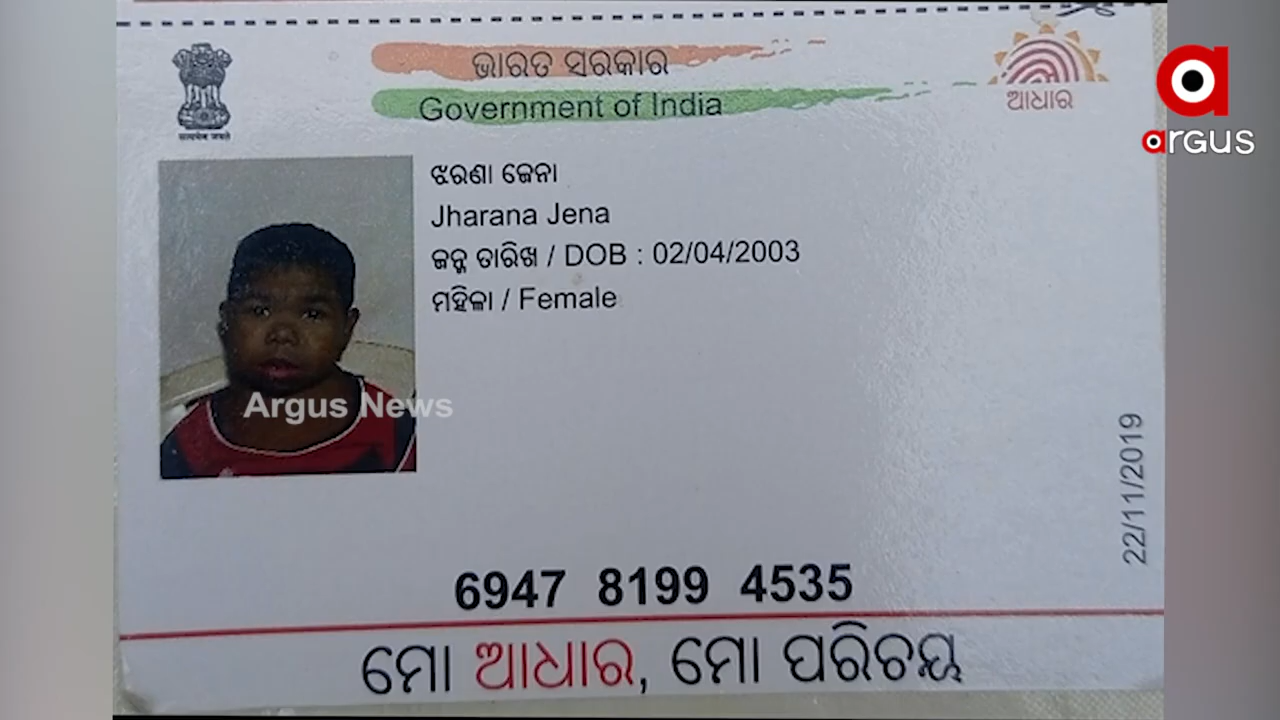 ଭାରତ ସରକାର
Government of India
ଆଧାର
argus
ଝରଣା ଜେନା
Jharana Jena
ଜନ୍ମ ତାରିଖ / DOB : 02/04/2003
ମହିଳା / Female
Argus News
22/11/2019
6947 8199 4535
ମୋ ଆଧାର, ମୋ ପରିଚୟ